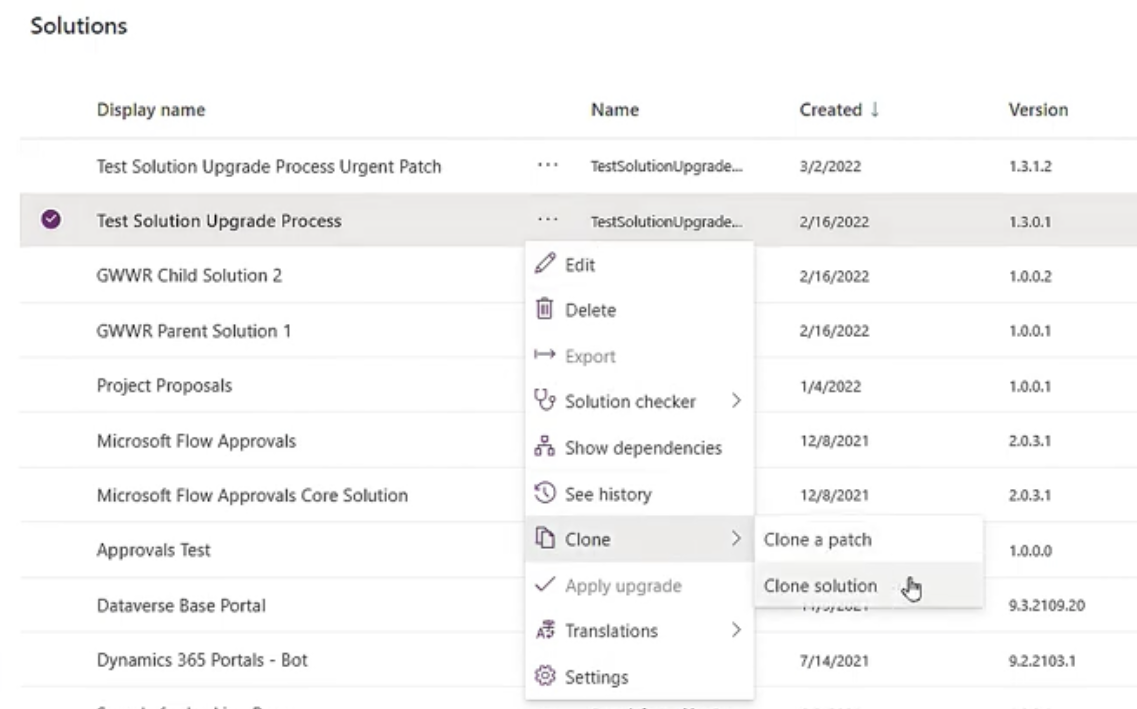 Solutions
Display name Name Created ↓ Version
Test Solution Upgrade Process Urgent Patch ··· TestSolutionUpgrade... 3/2/2022 1.3.1.2
Test Solution Upgrade Process ··· TestSolutionUpgrade... 2/16/2022 1.3.0.1
Edit
GWWR Child Solution 2 2/16/2022 1.0.0.2
Delete
GWWR Parent Solution 1 2/16/2022 1.0.0.1
Export
Project Proposals 1/4/2022 1.0.0.1
Solution checker
Microsoft Flow Approvals 12/8/2021 2.0.3.1
Show dependencies
Microsoft Flow Approvals Core Solution See history 12/8/2021 2.0.3.1
Clone Clone a patch
Approvals Test 1.0.0.0
Apply upgrade Clone solution
Dataverse Base Portal 9.3.2109.20
Translations
Dynamics 365 Portals - Bot 7/14/2021 9.2.2103.1
Settings